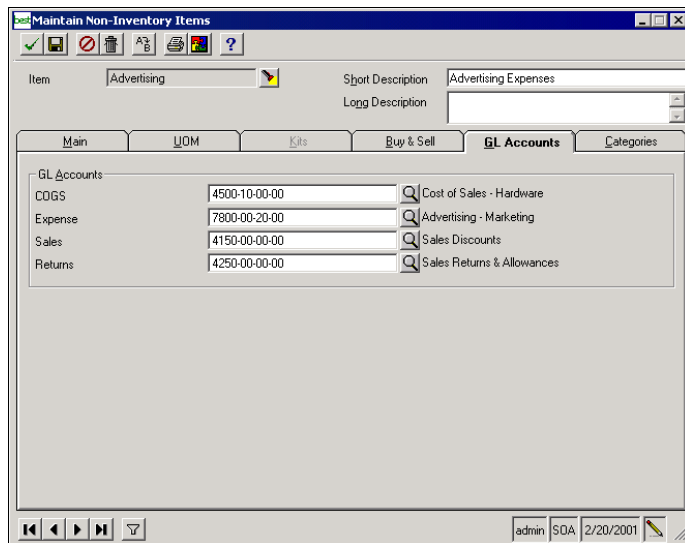 best Maintain Non-Inventory Items
?
Item Advertising Short Description Advertising Expenses
Long Description
Main UOM Kits Buy & Sell GL Accounts Categories
GL Accounts
COGS 4500-10-00-00 Cost of Sales - Hardware
Expense 7800-00-20-00 Advertising - Marketing
Sales 4150-00-00-00 Sales Discounts
Returns 4250-00-00-00 Sales Returns & Allowances
admin SOA 2/20/2001